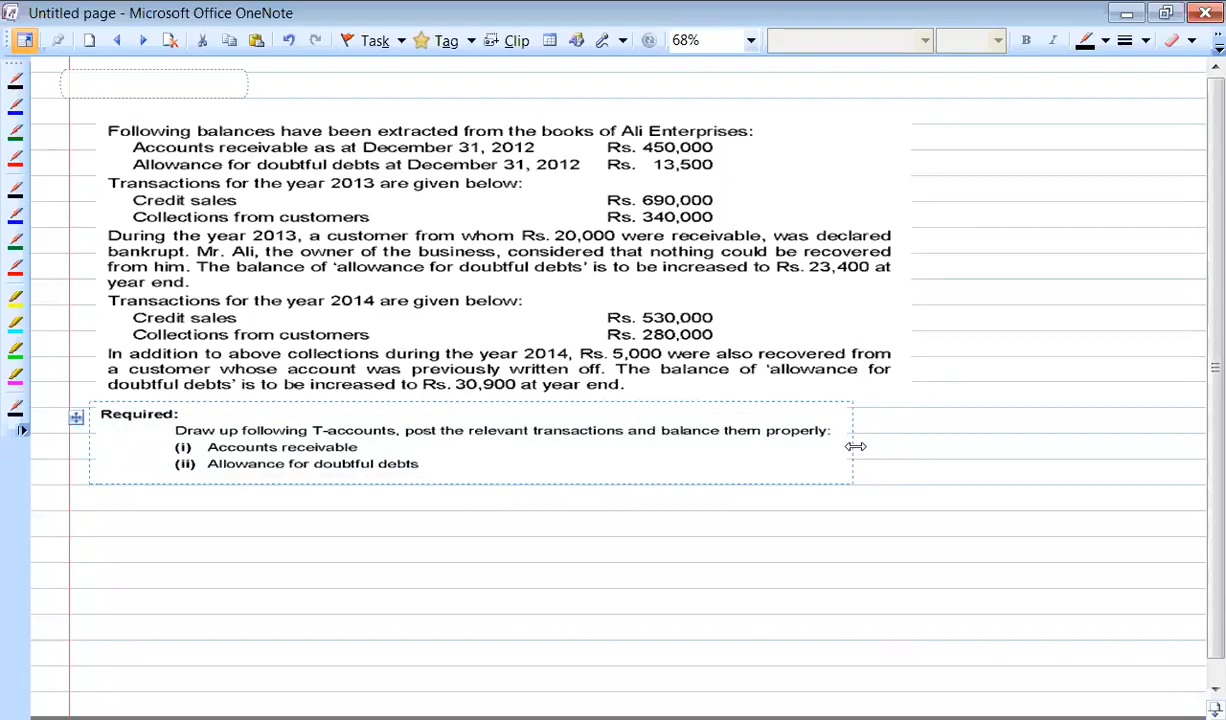 Untitled page - Microsoft Office OneNote
Task Tag Clip 68% B I
Following balances have been extracted from the books of Ali Enterprises:
Accounts receivable as at December 31, 2012 Rs. 450,000
Allowance for doubtful debts at December 31, 2012 Rs. 13,500
Transactions for the year 2013 are given below:
Credit sales Rs. 690,000
Collections from customers Rs. 340,000
During the year 2013, a customer from whom Rs. 20,000 were receivable, was declared
bankrupt. Mr. Ali, the owner of the business, considered that nothing could be recovered
from him. The balance of ‘allowance for doubtful debts’ is to be increased to Rs. 23,400 at
year end.
Transactions for the year 2014 are given below:
Credit sales Rs. 530,000
Collections from customers Rs. 280,000
In addition to above collections during the year 2014, Rs. 5,000 were also recovered from
a customer whose account was previously written off. The balance of ‘allowance for
doubtful debts’ is to be increased to Rs. 30,900 at year end.
Required:
Draw up following T-accounts, post the relevant transactions and balance them properly:
(i) Accounts receivable
(ii) Allowance for doubtful debts